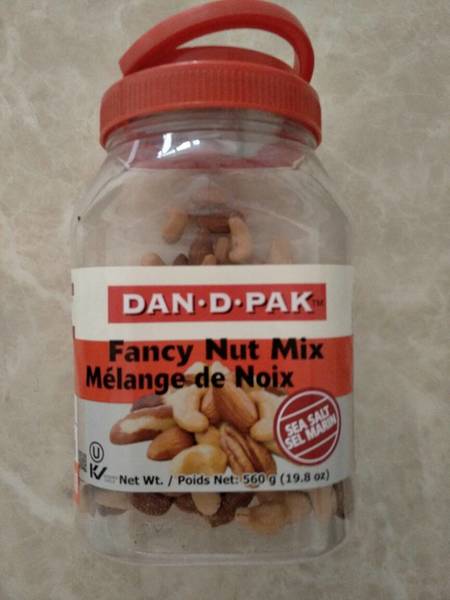 DAN·D·PAK™
Fancy Nut Mix
Mélange de Noix
SEA SALT
SEL MARIN
U
K
Net Wt. / Poids Net: 560 g (19.8 oz)